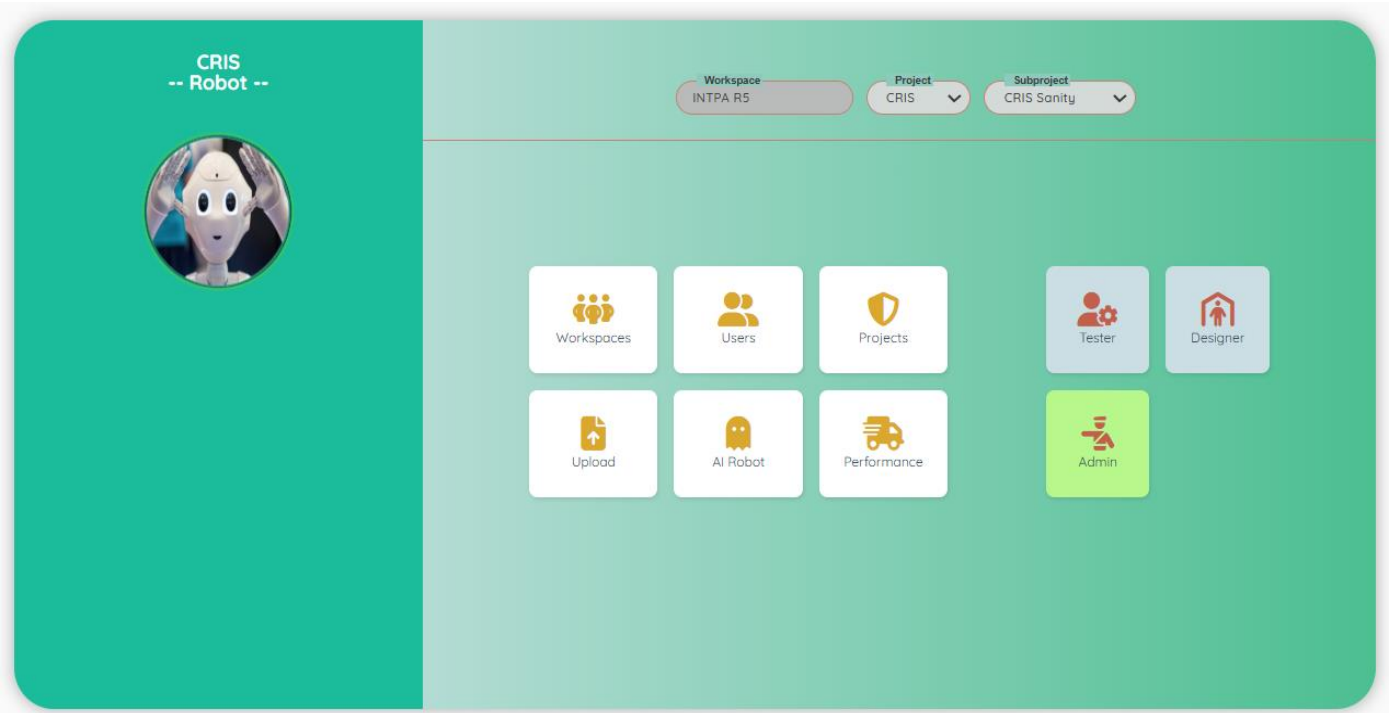 CRIS
-- Robot --
Workspace
INTPA R5
Project
CRIS
Subproject
CRIS Sanity
Workspaces
Users
Projects
Tester
Designer
Upload
AI Robot
Performance
Admin